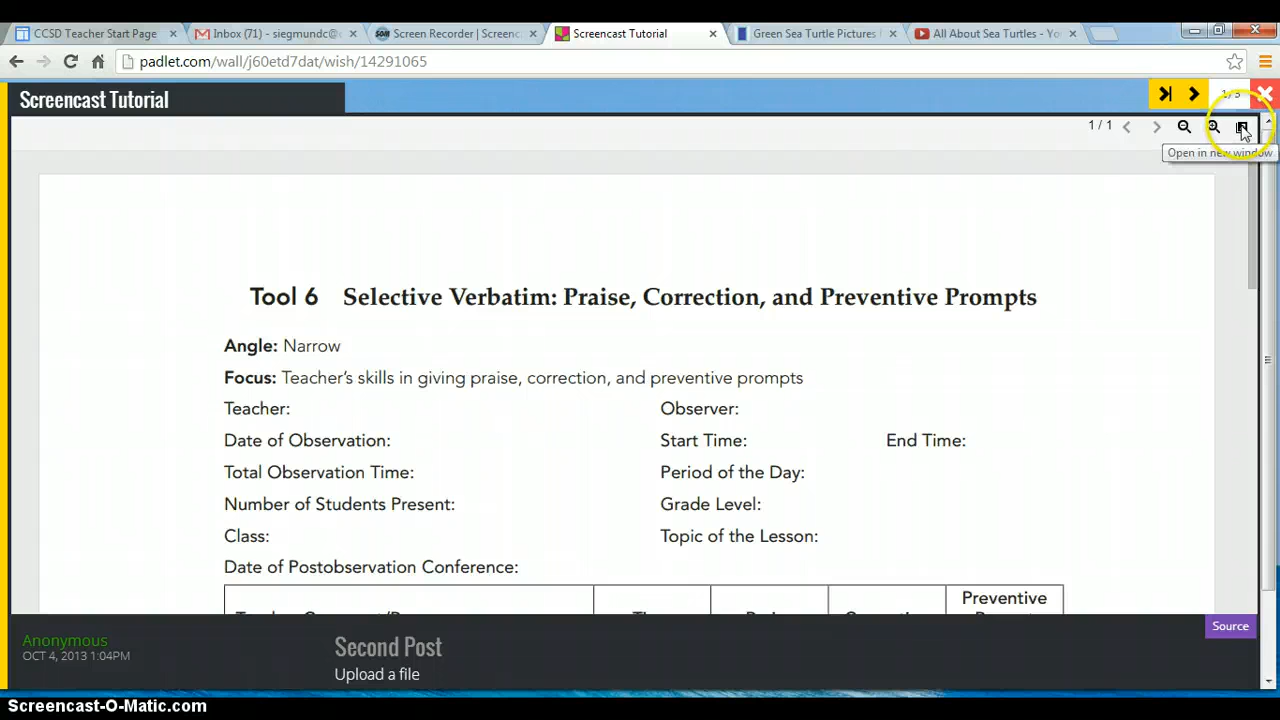 CCSD Teacher Start Page
Inbox (71) - siegmundc@
Screen Recorder | Screenc
Screencast Tutorial
Green Sea Turtle Pictures
All About Sea Turtles - Yo
padlet.com/wall/j60etd7dat/wish/14291065
Screencast Tutorial
1/3
1 / 1
Open in new window
Tool 6 Selective Verbatim: Praise, Correction, and Preventive Prompts
Angle: Narrow
Focus: Teacher's skills in giving praise, correction, and preventive prompts
Teacher: Observer:
Date of Observation: Start Time: End Time:
Total Observation Time: Period of the Day:
Number of Students Present: Grade Level:
Class: Topic of the Lesson:
Date of Postobservation Conference:
Preventive
Source
Anonymous
OCT 4, 2013 1:04PM
Second Post
Upload a file
Screencast-O-Matic.com